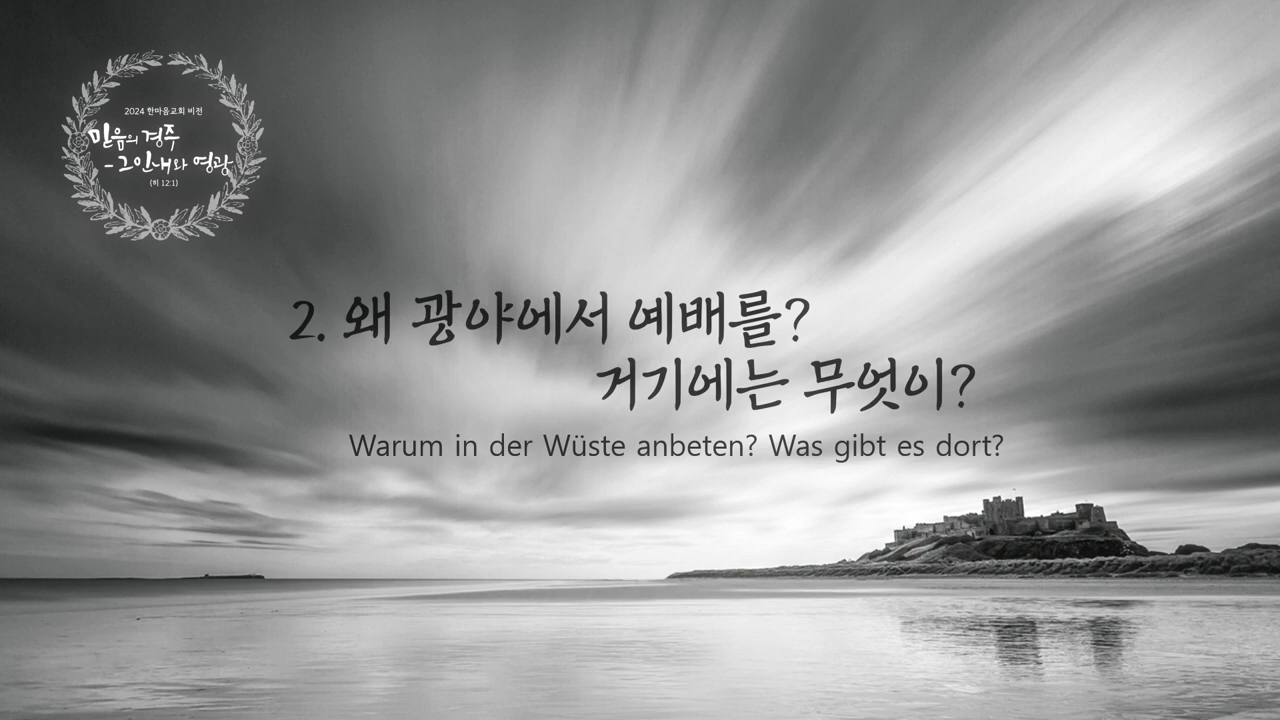 2024 한마음교회 비전
믿음의 경주
- 그 인내와 영광
(히 12:1)
2. 왜 광야에서 예배를?
거기에는 무엇이?
Warum in der Wüste anbeten? Was gibt es dort?